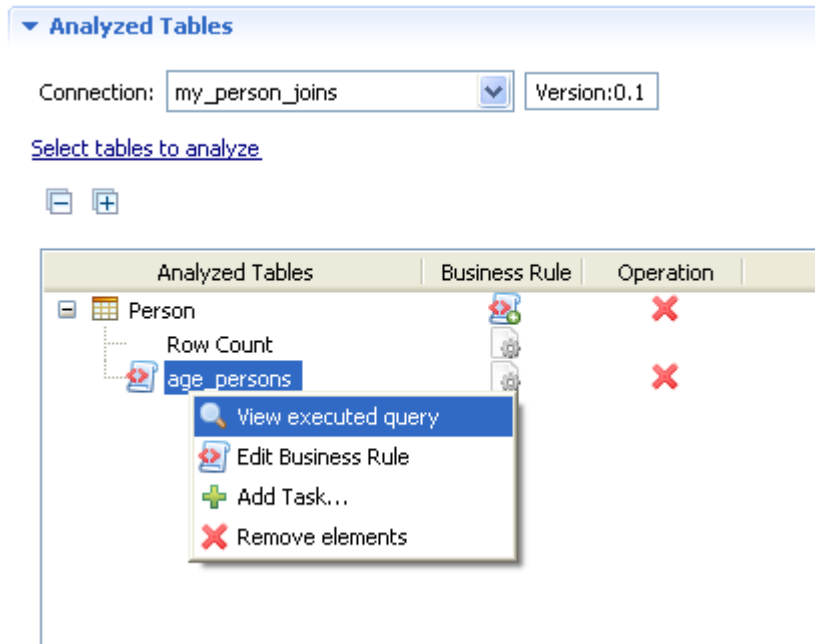 Analyzed Tables
Connection: my_person_joins Version:0.1
Select tables to analyze
Analyzed Tables Business Rule Operation
Person
Row Count
age_persons
View executed query
Edit Business Rule
Add Task...
Remove elements